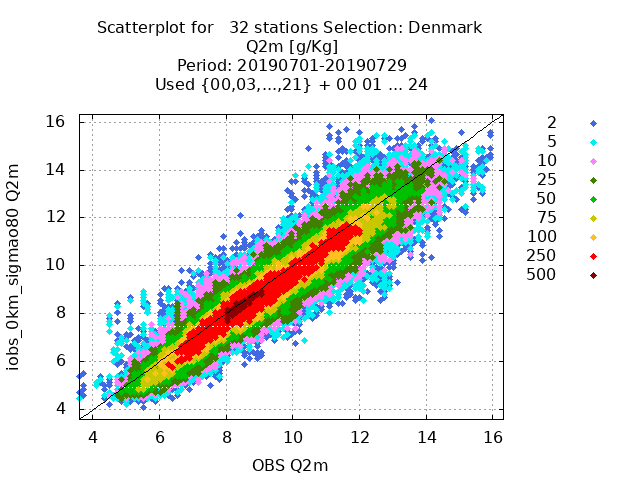 Scatterplot for   32 stations Selection: Denmark
Q2m [g/Kg]
Period: 20190701-20190729
Used {00,03,...,21} + 00 01 ... 24
iobs_0km_sigmao80 Q2m
16
14
12
10
8
6
4
4 6 8 10 12 14 16
OBS Q2m
2
5
10
25
50
75
100
250
500